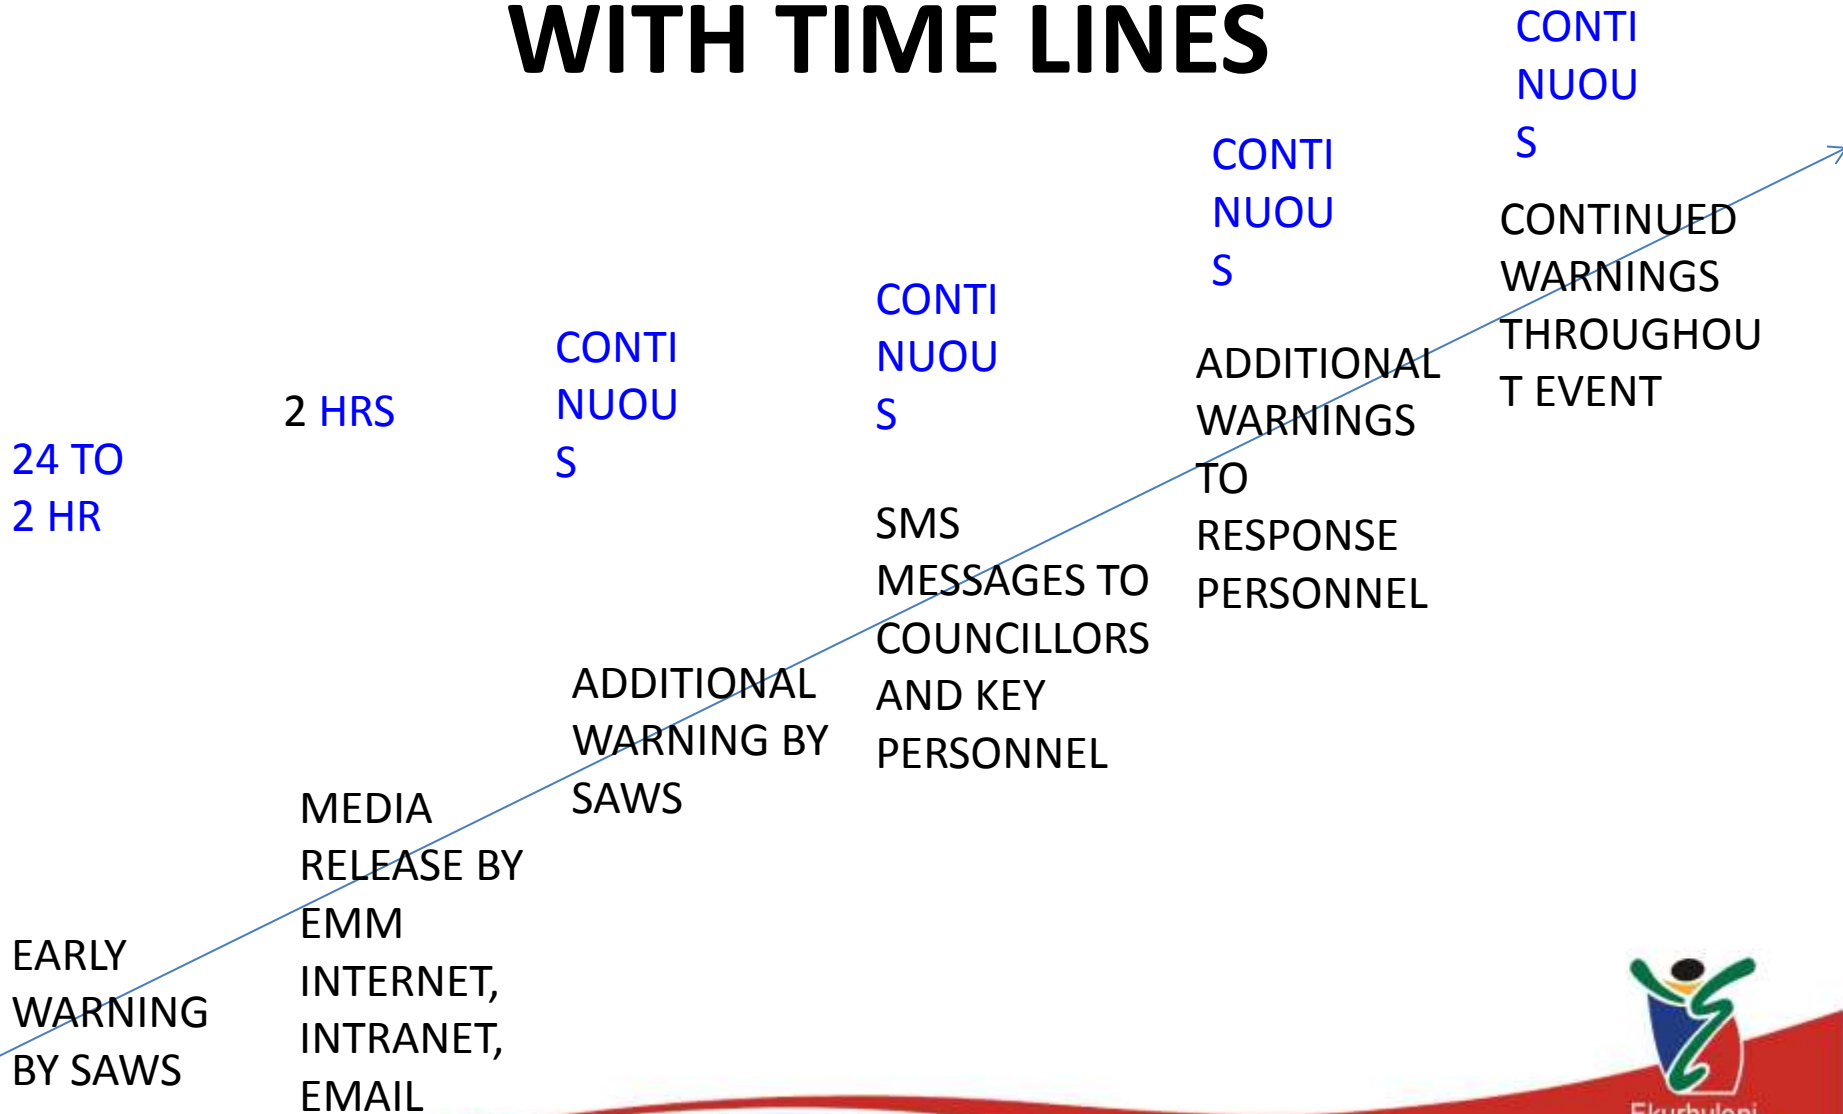 WITH TIME LINES
24 TO
2 HR
EARLY
WARNING
BY SAWS
2 HRS
MEDIA
RELEASE BY
EMM
INTERNET,
INTRANET,
EMAIL
CONTI
NUOU
S
ADDITIONAL
WARNING BY
SAWS
CONTI
NUOU
S
SMS
MESSAGES TO
COUNCILLORS
AND KEY
PERSONNEL
CONTI
NUOU
S
ADDITIONAL
WARNINGS
TO
RESPONSE
PERSONNEL
CONTI
NUOU
S
CONTINUED
WARNINGS
THROUGHOU
T EVENT
Ekurhuleni